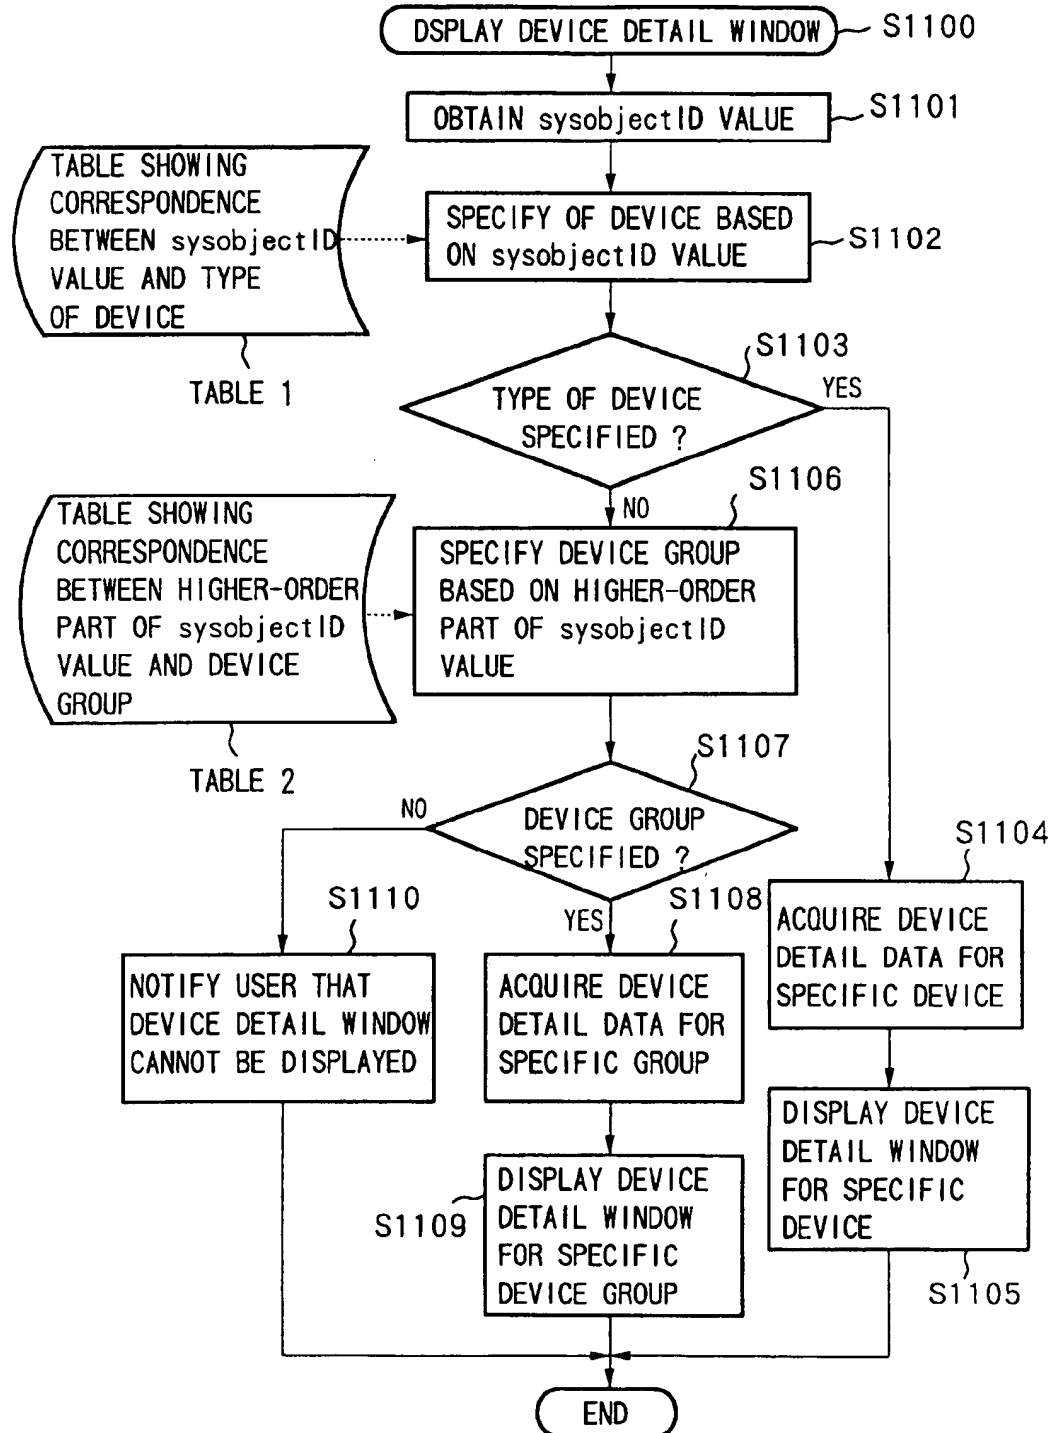 DSPLAY DEVICE DETAIL WINDOW
S1100
S1101
OBTAIN sysobjectID VALUE
TABLE SHOWING
CORRESPONDENCE
BETWEEN sysobjectID
VALUE AND TYPE
OF DEVICE
TABLE 1
SPECIFY OF DEVICE BASED
ON sysobjectID VALUE
S1102
S1103
TYPE OF DEVICE
SPECIFIED ?
YES
NO
S1106
TABLE SHOWING
CORRESPONDENCE
BETWEEN HIGHER-ORDER
PART OF sysobjectID
VALUE AND DEVICE
GROUP
TABLE 2
SPECIFY DEVICE GROUP
BASED ON HIGHER-ORDER
PART OF sysobjectID
VALUE
S1107
DEVICE GROUP
SPECIFIED ?
NO
YES
S1104
ACQUIRE DEVICE
DETAIL DATA FOR
SPECIFIC DEVICE
S1110
NOTIFY USER THAT
DEVICE DETAIL WINDOW
CANNOT BE DISPLAYED
S1108
ACQUIRE DEVICE
DETAIL DATA FOR
SPECIFIC GROUP
DISPLAY DEVICE
DETAIL WINDOW
FOR SPECIFIC
DEVICE
S1105
S1109
DISPLAY DEVICE
DETAIL WINDOW
FOR SPECIFIC
DEVICE GROUP
END